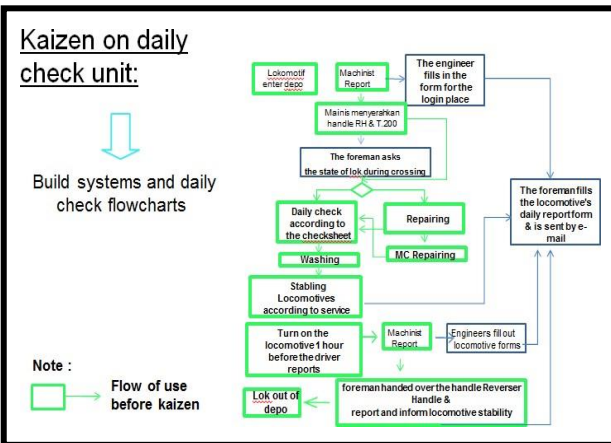 Kaizen on daily
check unit:
Build systems and daily
check flowcharts
Note :
Flow of use
before kaizen
Lokomotif
enter depo
Machinist
Report
The engineer
fills in the
form for the
login place
Mainis menyerahkan
handle RH & T.200
The foreman asks
the state of lok during crossing
Daily check
according to
the checksheet
Repairing
Washing
MC Repairing
Stabling
Locomotives
according to service
The foreman fills
the locomotive's
daily report form
& is sent by e-
mail
Turn on the
locomotive 1 hour
before the driver
reports
Machinist
Report
Engineers fill out
locomotive forms
foreman handed over the handle Reverser
Handle &
report and inform locomotive stability
Lok out of
depo